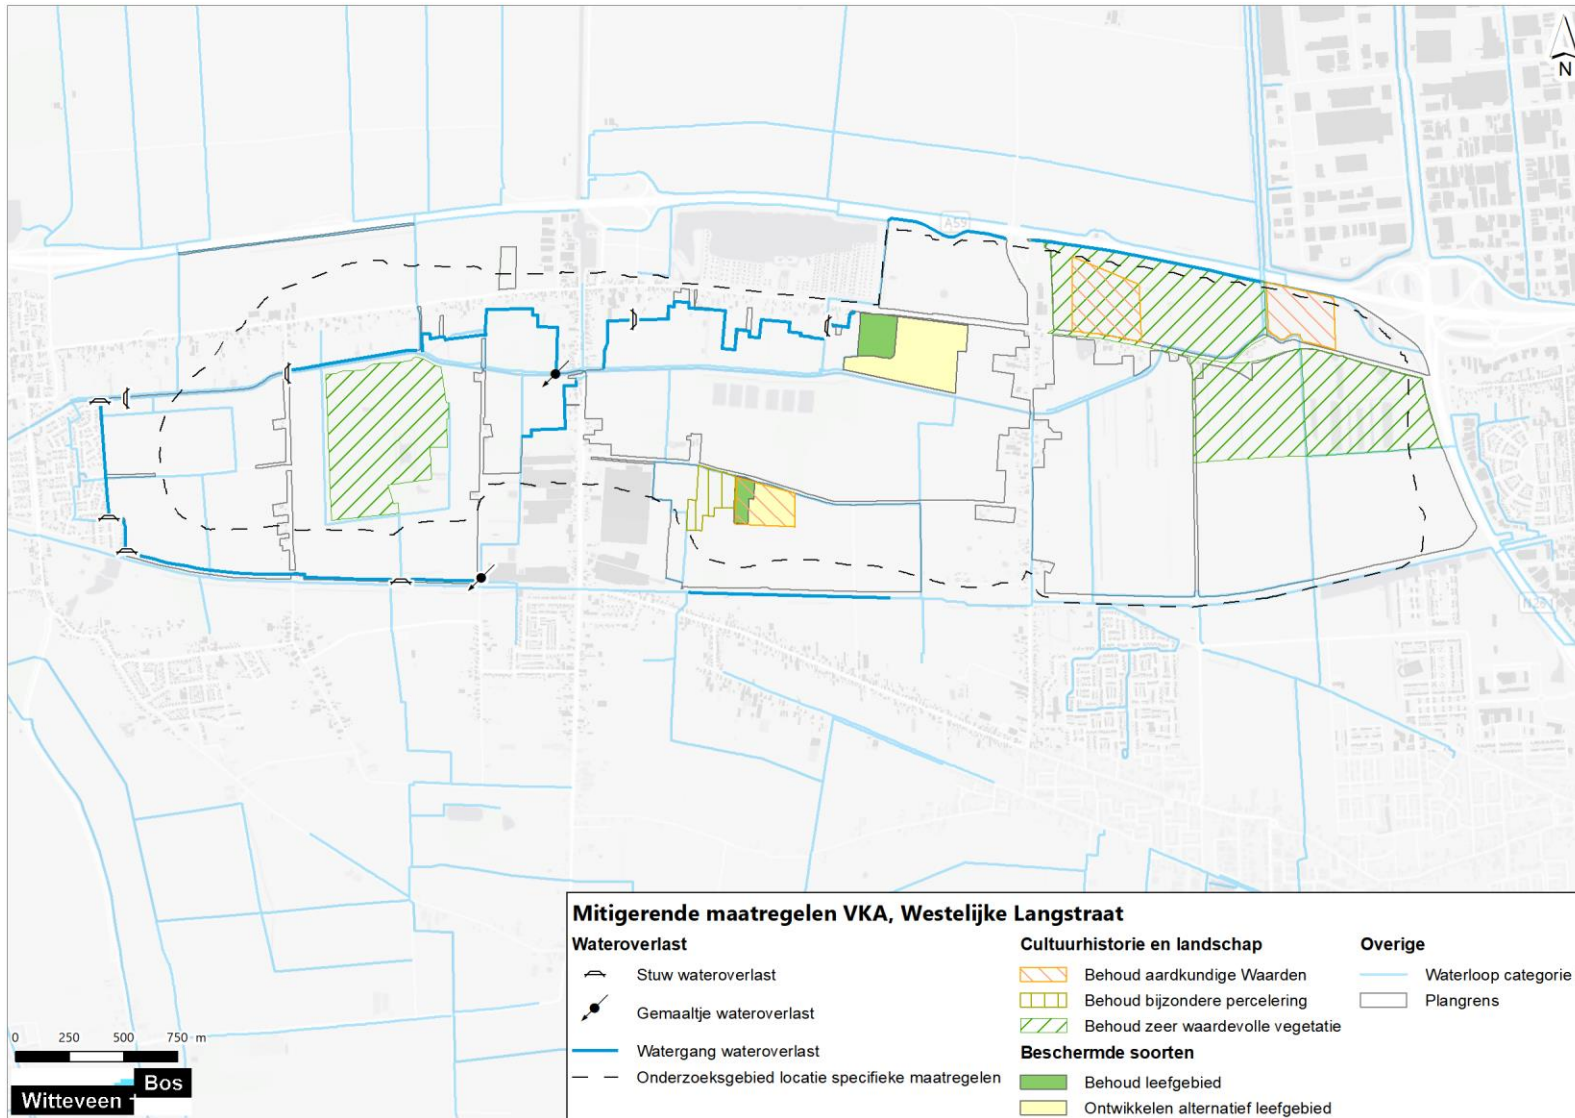 N
A59
N261
Mitigerende maatregelen VKA, Westelijke Langstraat
Wateroverlast
Stuw wateroverlast
Gemaaltje wateroverlast
Watergang wateroverlast
Onderzoeksgebied locatie specifieke maatregelen
Cultuurhistorie en landschap
Behoud aardkundige Waarden
Behoud bijzondere percelering
Behoud zeer waardevolle vegetatie
Beschermde soorten
Behoud leefgebied
Ontwikkelen alternatief leefgebied
Overige
Waterloop categorie
Plangrens
0 250 500 750 m
Witteveen + Bos